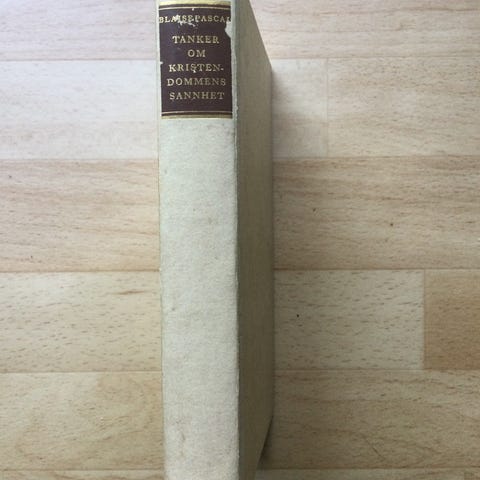 BLAISE PASCAL
TANKER
OM
KRISTEN-
DOMMENS
SANNHET